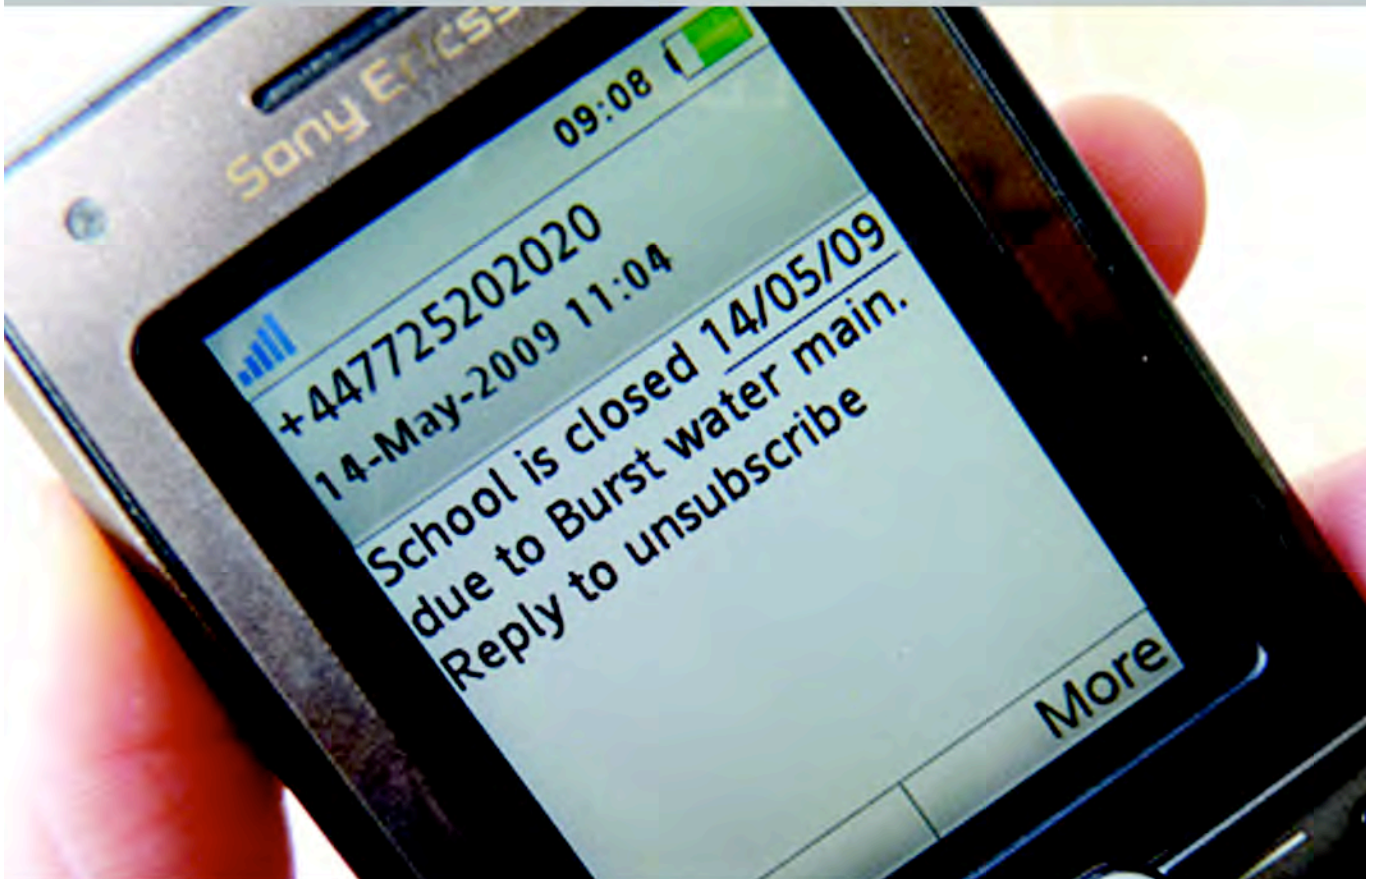 Sony Ericss
09:08
+447725202020
14-May-2009 11:04
School is closed 14/05/09
due to Burst water main.
Reply to unsubscribe
More